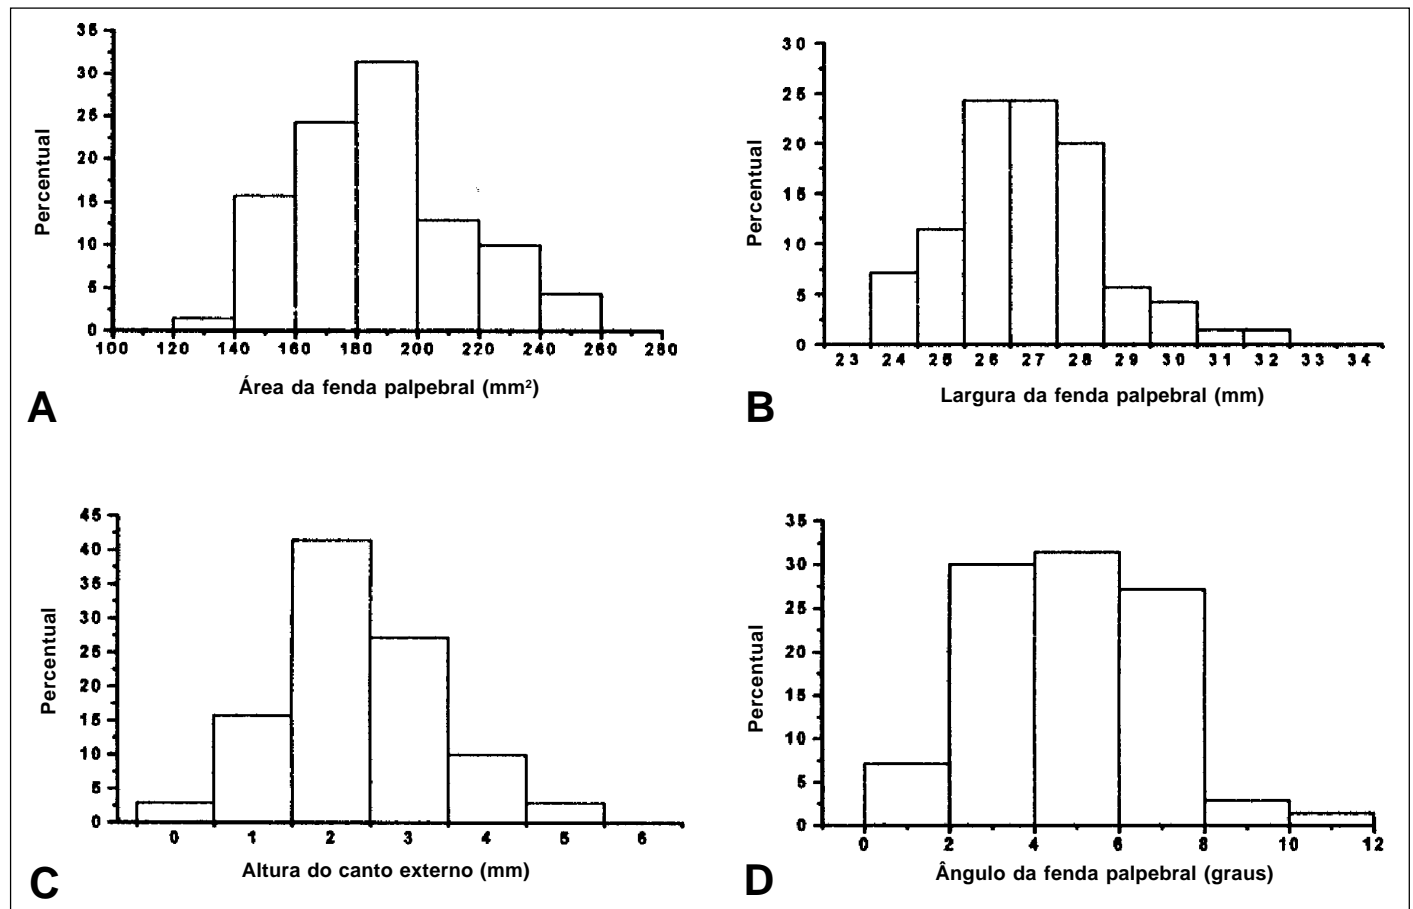 35
30
25
20
15
10
5
0
Percentual
100 120 140 160 180 200 220 240 260 280
Área da fenda palpebral (mm²)
A
30
25
20
15
10
5
0
Percentual
23 24 25 26 27 28 29 30 31 32 33 34
Largura da fenda palpebral (mm)
B
45
40
35
30
25
20
15
10
5
0
Percentual
0 1 2 3 4 5 6
Altura do canto externo (mm)
C
35
30
25
20
15
10
5
0
Percentual
0 2 4 6 8 10 12
Ângulo da fenda palpebral (graus)
D